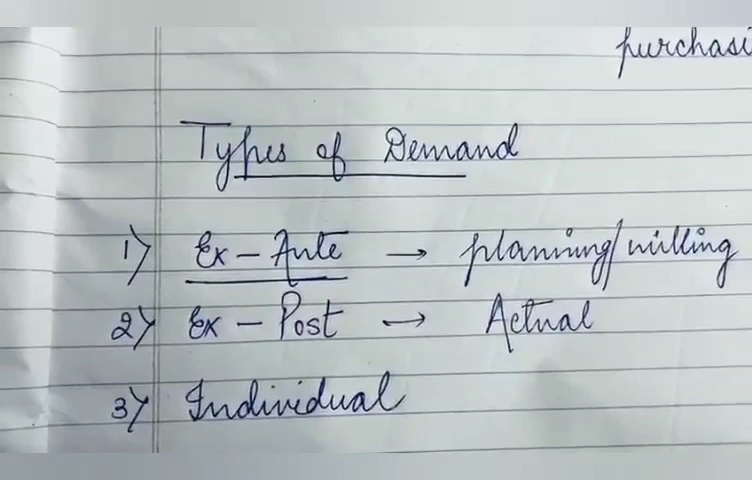 purchasi
Types of Demand
1) Ex - Ante → planning/willing
2) Ex - Post → Actual
3) Individual